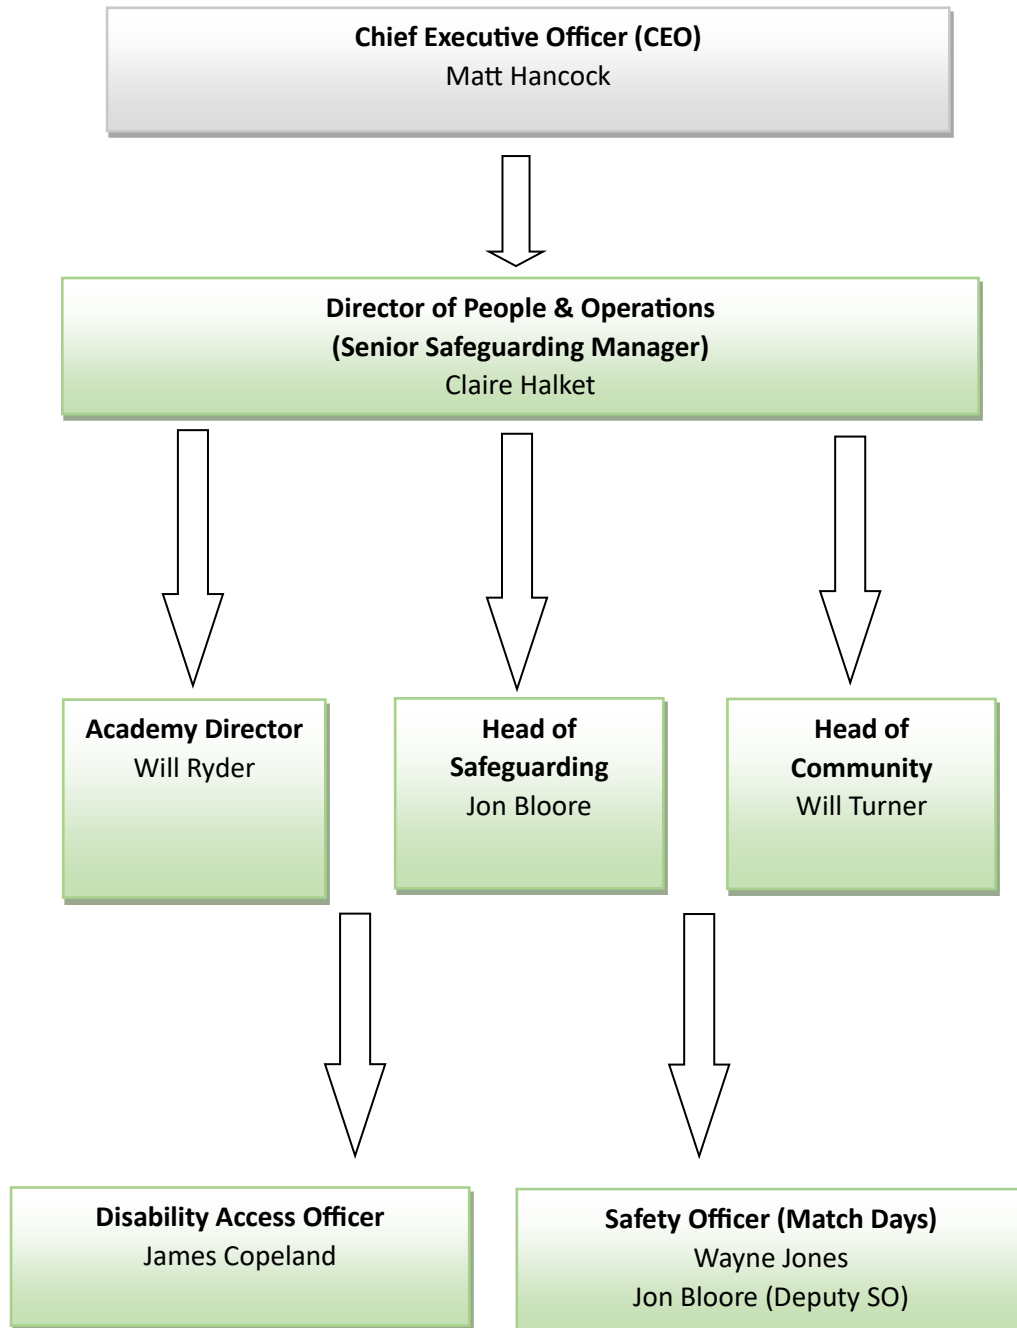 Chief Executive Officer (CEO)
Matt Hancock
Director of People & Operations
(Senior Safeguarding Manager)
Claire Halket
Academy Director
Will Ryder
Head of
Safeguarding
Jon Bloore
Head of
Community
Will Turner
Disability Access Officer
James Copeland
Safety Officer (Match Days)
Wayne Jones
Jon Bloore (Deputy SO)